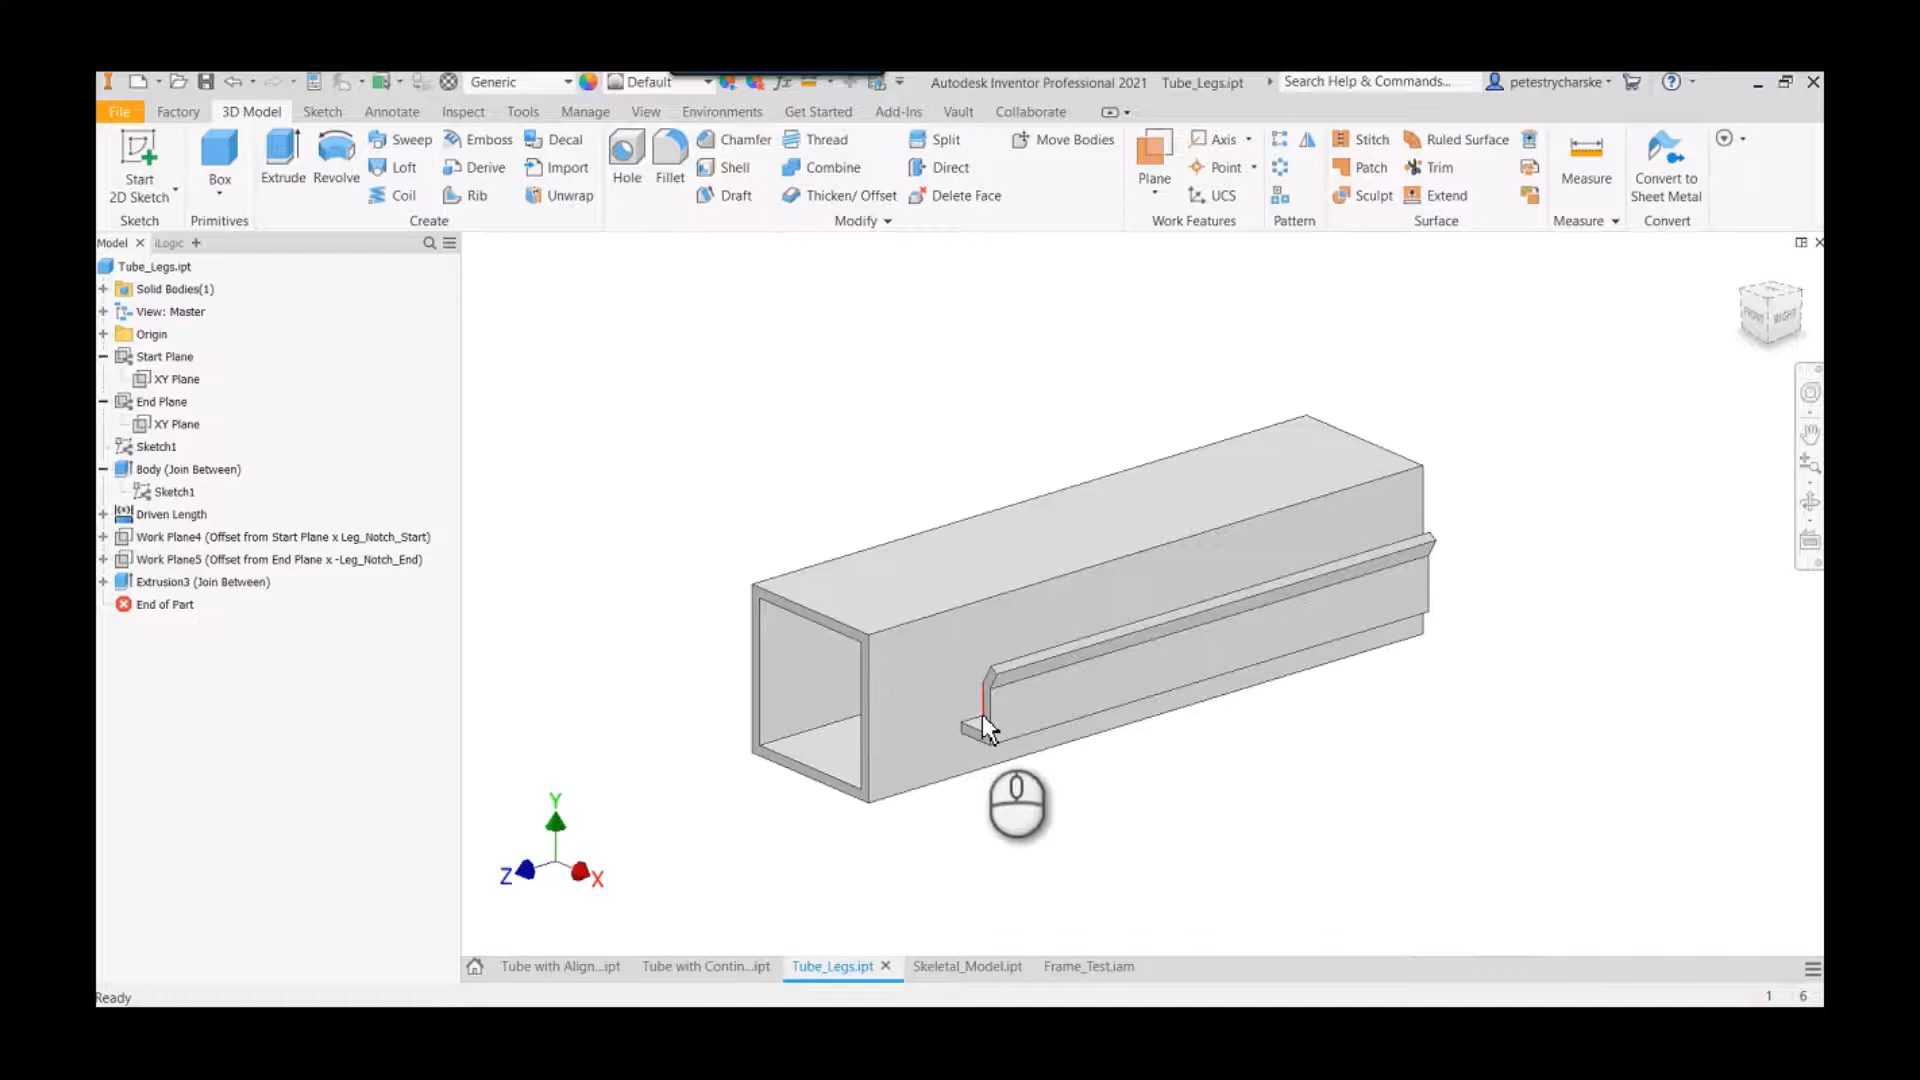 Generic
Default
Autodesk Inventor Professional 2021 Tube_Legs.ipt
Search Help & Commands...
petestrycharske
File Factory 3D Model Sketch Annotate Inspect Tools Manage View Environments Get Started Add-Ins Vault Collaborate
Start
2D Sketch
Sketch
Box
Primitives
Extrude
Revolve
Sweep
Emboss
Decal
Loft
Derive
Import
Coil
Rib
Unwrap
Create
Hole
Fillet
Chamfer
Thread
Split
Move Bodies
Shell
Combine
Direct
Draft
Thicken/ Offset
Delete Face
Modify
Plane
Axis
Point
UCS
Work Features
Pattern
Stitch
Ruled Surface
Patch
Trim
Sculpt
Extend
Surface
Measure
Measure
Convert to
Sheet Metal
Convert
Model
iLogic
Tube_Legs.ipt
Solid Bodies(1)
View: Master
Origin
Start Plane
XY Plane
End Plane
XY Plane
Sketch1
Body (Join Between)
Sketch1
Driven Length
Work Plane4 (Offset from Start Plane x Leg_Notch_Start)
Work Plane5 (Offset from End Plane x -Leg_Notch_End)
Extrusion3 (Join Between)
End of Part
FRONT
RIGHT
Y
Z
X
Tube with Align...ipt
Tube with Contin...ipt
Tube_Legs.ipt
Skeletal_Model.ipt
Frame_Test.iam
Ready
1 6